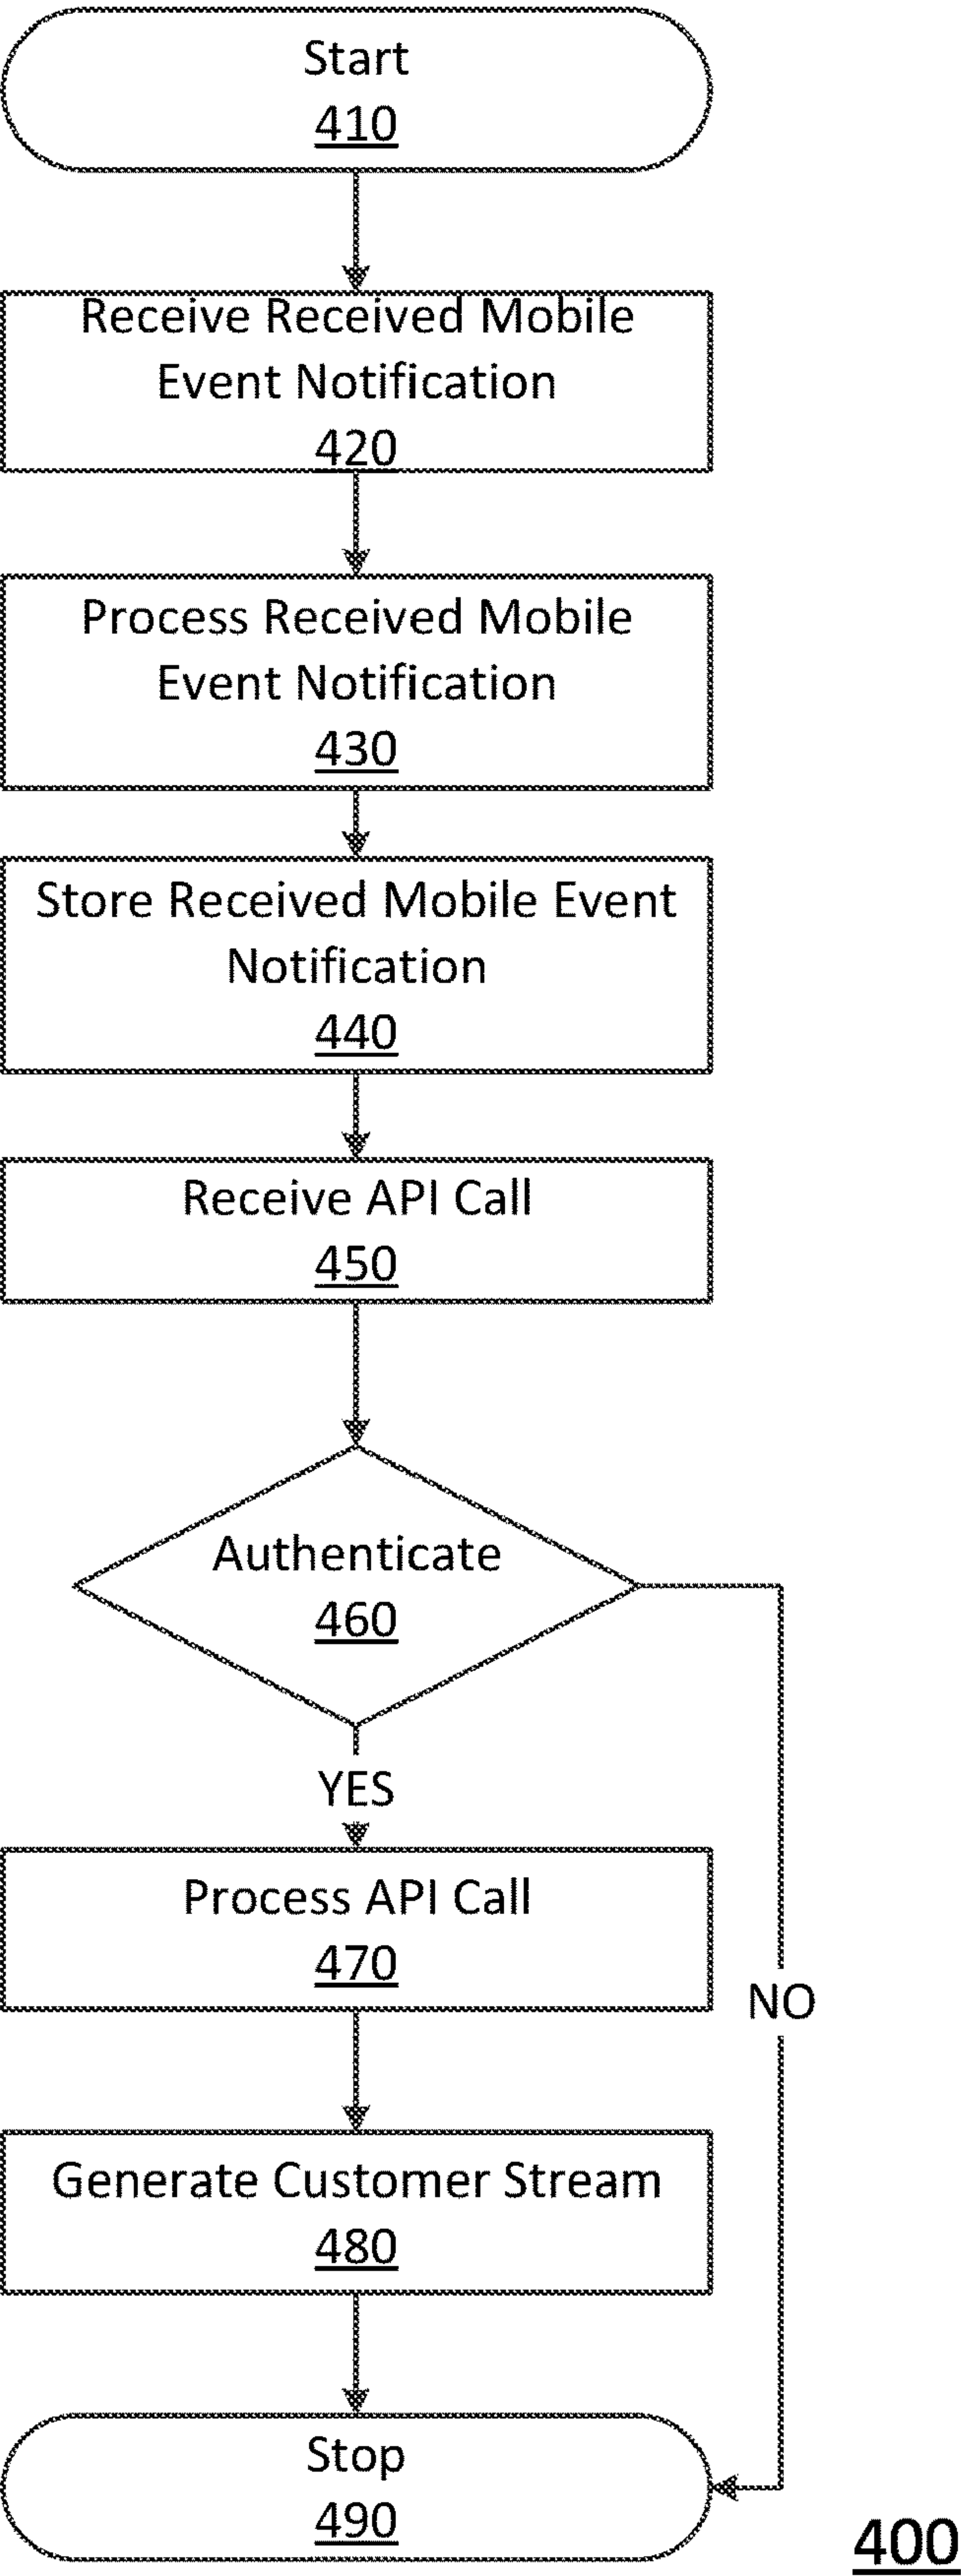 Start
410
Receive Received Mobile
Event Notification
420
Process Received Mobile
Event Notification
430
Store Received Mobile Event
Notification
440
Receive API Call
450
Authenticate
460
YES
Process API Call
470
NO
Generate Customer Stream
480
Stop
490
400